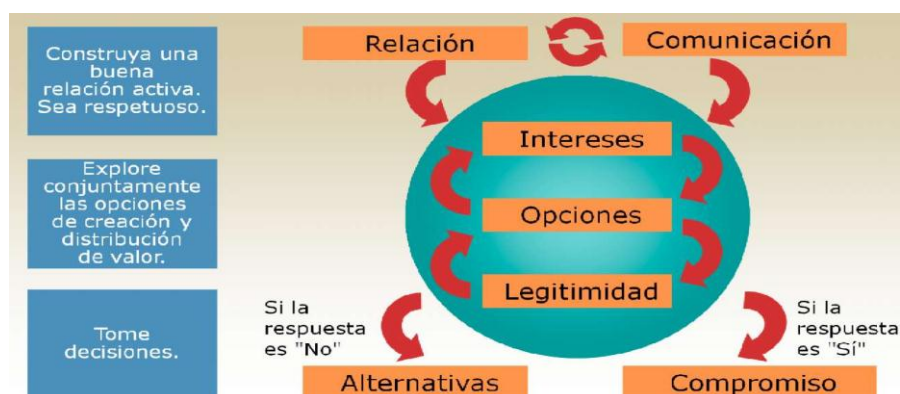 Construya una
buena
relación activa.
Sea respetuoso.
Explore
conjuntamente
las opciones
de creación y
distribución
de valor.
Tome
decisiones.
Relación
Comunicación
Intereses
Opciones
Legitimidad
Si la
respuesta
es "No"
Si la
respuesta
es "Sí"
Alternativas
Compromiso